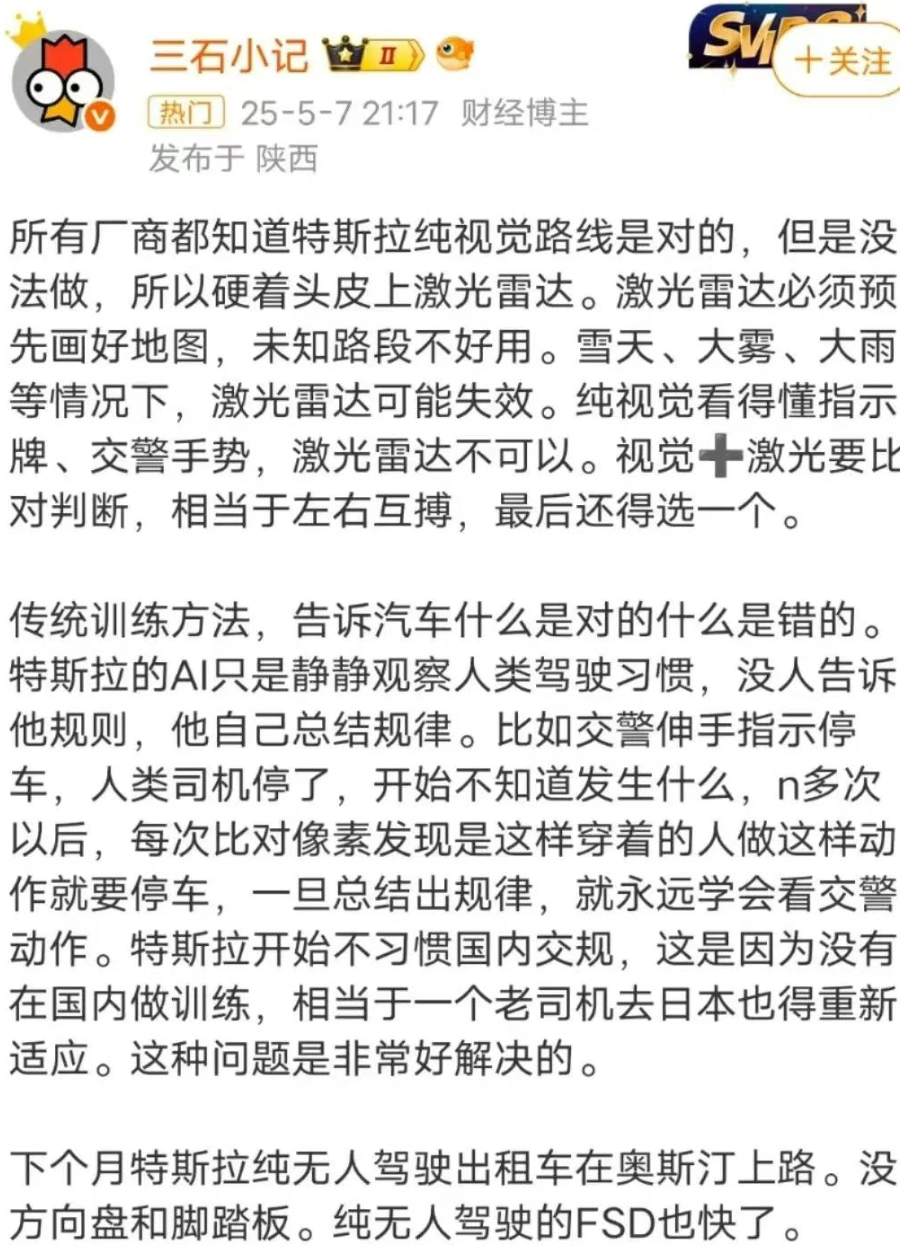 三石小记 II
SVIP
＋关注
热门 25-5-7 21:17 财经博主
发布于 陕西
所有厂商都知道特斯拉纯视觉路线是对的，但是没
法做，所以硬着头皮上激光雷达。激光雷达必须预
先画好地图，未知路段不好用。雪天、大雾、大雨
等情况下，激光雷达可能失效。纯视觉看得懂指示
牌、交警手势，激光雷达不可以。视觉➕激光要比
对判断，相当于左右互搏，最后还得选一个。
传统训练方法，告诉汽车什么是对的什么是错的。
特斯拉的AI只是静静观察人类驾驶习惯，没人告诉
他规则，他自己总结规律。比如交警伸手指示停
车，人类司机停了，开始不知道发生什么，n多次
以后，每次比对像素发现是这样穿着的人做这样动
作就要停车，一旦总结出规律，就永远学会看交警
动作。特斯拉开始不习惯国内交规，这是因为没有
在国内做训练，相当于一个老司机去日本也得重新
适应。这种问题是非常好解决的。
下个月特斯拉纯无人驾驶出租车在奥斯汀上路。没
方向盘和脚踏板。纯无人驾驶的FSD也快了。